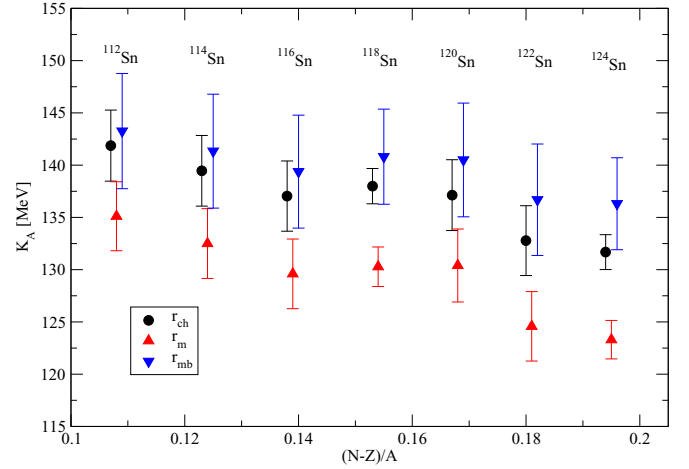 155
150
145
140
135
130
125
120
115
K_A [MeV]
¹¹²Sn
¹¹⁴Sn
¹¹⁶Sn
¹¹⁸Sn
¹²⁰Sn
¹²²Sn
¹²⁴Sn
r_ch
r_m
r_mb
0.1
0.12
0.14
0.16
0.18
0.2
(N-Z)/A